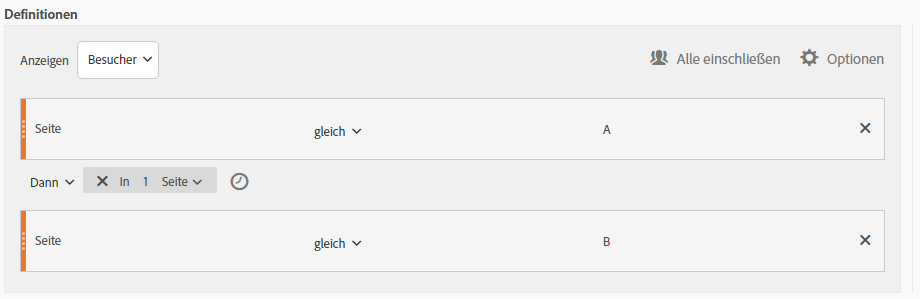 Definitionen
Anzeigen Besucher Alle einschließen Optionen
Seite gleich A
Dann In 1 Seite
Seite gleich B